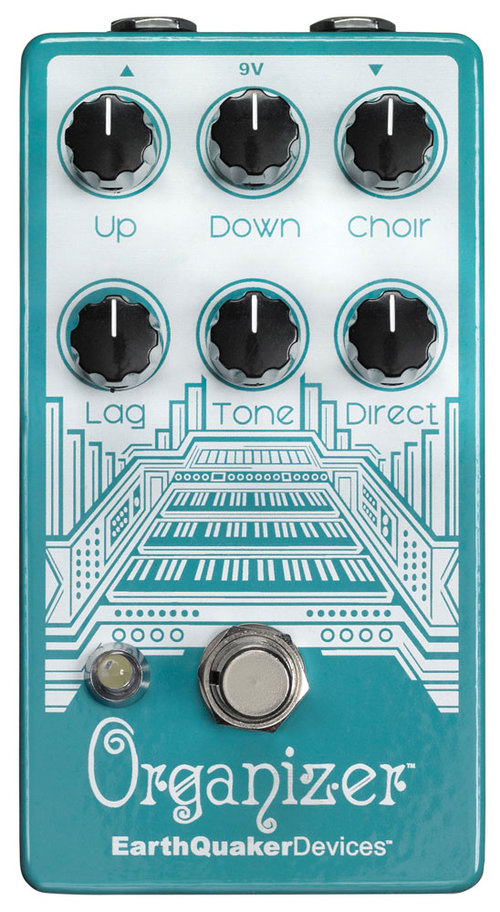 ▲ 9V ▼
Up Down Choir
Lag Tone Direct
Organizer™
EarthQuakerDevices™